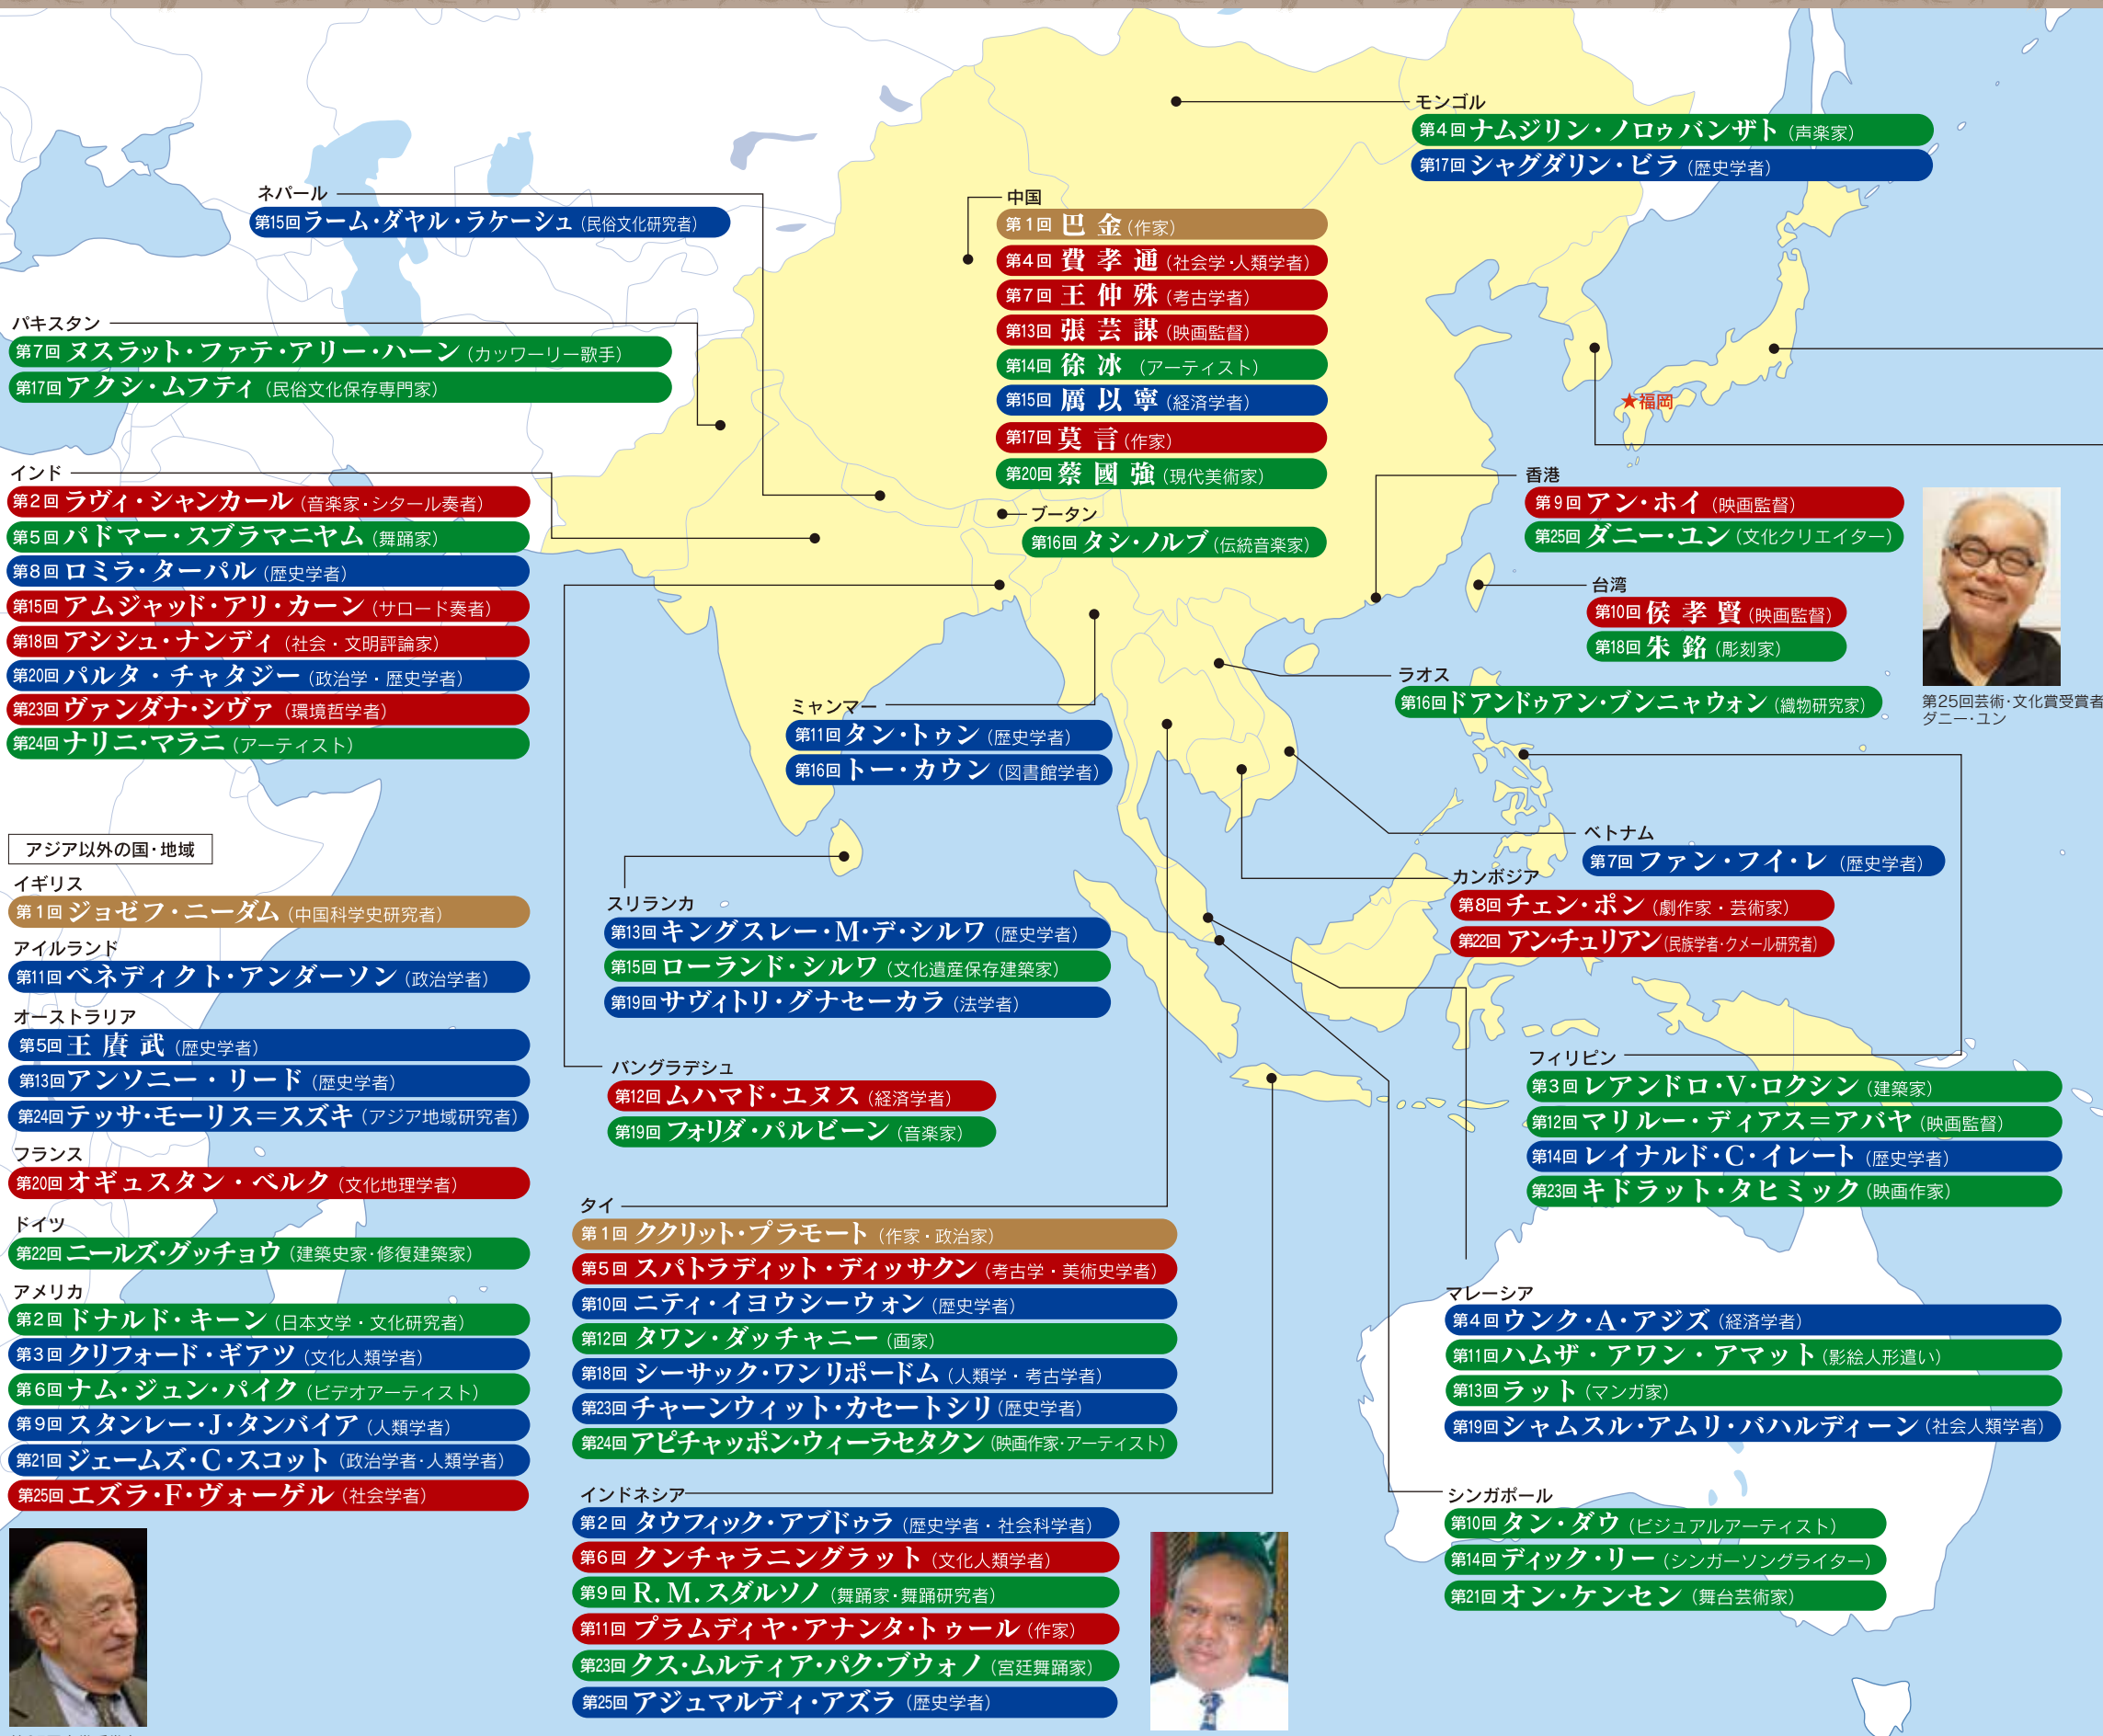 モンゴル
第4回 ナムジリン・ノロゥバンザト (声楽家)
第17回 シャグダリン・ビラ (歴史学者)
ネパール
第15回 ラーム・ダヤル・ラケーシュ (民俗文化研究者)
中国
第1回 巴 金 (作家)
第4回 費 孝 通 (社会学・人類学者)
第7回 王 仲 殊 (考古学者)
第13回 張 芸 謀 (映画監督)
第14回 徐 冰 (アーティスト)
第15回 厲 以 寧 (経済学者)
第17回 莫 言 (作家)
第20回 蔡 國 強 (現代美術家)
パキスタン
第7回 ヌスラット・ファテ・アリー・ハーン (カッワーリー歌手)
第17回 アクシ・ムフティ (民俗文化保存専門家)
★福岡
インド
第2回 ラヴィ・シャンカール (音楽家・シタール奏者)
第5回 パドマー・スブラマニヤム (舞踊家)
第8回 ロミラ・ターパル (歴史学者)
第15回 アムジャッド・アリ・カーン (サロード奏者)
第18回 アシシュ・ナンディ (社会・文明評論家)
第20回 パルタ・チャタジー (政治学・歴史学者)
第23回 ヴァンダナ・シヴァ (環境哲学者)
第24回 ナリニ・マラニ (アーティスト)
ブータン
第16回 タシ・ノルブ (伝統音楽家)
香港
第9回 アン・ホイ (映画監督)
第25回 ダニー・ユン (文化クリエイター)
台湾
第10回 侯 孝 賢 (映画監督)
第18回 朱 銘 (彫刻家)
第25回芸術・文化賞受賞者
ダニー・ユン
ラオス
第16回 ドアンドゥアン・ブンニャウォン (織物研究家)
ミャンマー
第11回 タン・トゥン (歴史学者)
第16回 トー・カウン (図書館学者)
ベトナム
第7回 ファン・フイ・レ (歴史学者)
カンボジア
第8回 チェン・ポン (劇作家・芸術家)
第22回 アン・チュリアン (民族学者・クメール研究者)
アジア以外の国・地域
イギリス
第1回 ジョゼフ・ニーダム (中国科学史研究者)
アイルランド
第11回 ベネディクト・アンダーソン (政治学者)
オーストラリア
第5回 王 賡 武 (歴史学者)
第13回 アンソニー・リード (歴史学者)
第24回 テッサ・モーリス=スズキ (アジア地域研究者)
フランス
第20回 オギュスタン・ベルク (文化地理学者)
ドイツ
第22回 ニールズ・グッチョウ (建築史家・修復建築家)
アメリカ
第2回 ドナルド・キーン (日本文学・文化研究者)
第3回 クリフォード・ギアツ (文化人類学者)
第6回 ナム・ジュン・パイク (ビデオアーティスト)
第9回 スタンレー・J・タンバイア (人類学者)
第21回 ジェームズ・C・スコット (政治学者・人類学者)
第25回 エズラ・F・ヴォーゲル (社会学者)
スリランカ
第13回 キングスレー・M・デ・シルワ (歴史学者)
第15回 ローランド・シルワ (文化遺産保存建築家)
第19回 サヴィトリ・グナセーカラ (法学者)
バングラデシュ
第12回 ムハマド・ユヌス (経済学者)
第19回 フォリダ・パルビーン (音楽家)
フィリピン
第3回 レアンドロ・V・ロクシン (建築家)
第12回 マリルー・ディアス=アバヤ (映画監督)
第14回 レイナルド・C・イレート (歴史学者)
第23回 キドラット・タヒミック (映画作家)
タイ
第1回 ククリット・プラモート (作家・政治家)
第5回 スパトラディット・ディッサクン (考古学・美術史学者)
第10回 ニティ・イヨウシーウォン (歴史学者)
第12回 タワン・ダッチャニー (画家)
第18回 シーサック・ワンリポードム (人類学・考古学者)
第23回 チャーンウィット・カセートシリ (歴史学者)
第24回 アピチャッポン・ウィーラセタクン (映画作家・アーティスト)
マレーシア
第4回 ウンク・A・アジズ (経済学者)
第11回 ハムザ・アワン・アマット (影絵人形遣い)
第13回 ラット (マンガ家)
第19回 シャムスル・アムリ・バハルディーン (社会人類学者)
インドネシア
第2回 タウフィック・アブドゥラ (歴史学者・社会科学者)
第6回 クンチャラニングラット (文化人類学者)
第9回 R.M.スダルソノ (舞踊家・舞踊研究者)
第11回 プラムディヤ・アナンタ・トゥール (作家)
第23回 クス・ムルティア・パク・ブウォノ (宮廷舞踊家)
第25回 アジュマルディ・アズラ (歴史学者)
シンガポール
第10回 タン・ダウ (ビジュアルアーティスト)
第14回 ディック・リー (シンガーソングライター)
第21回 オン・ケンセン (舞台芸術家)